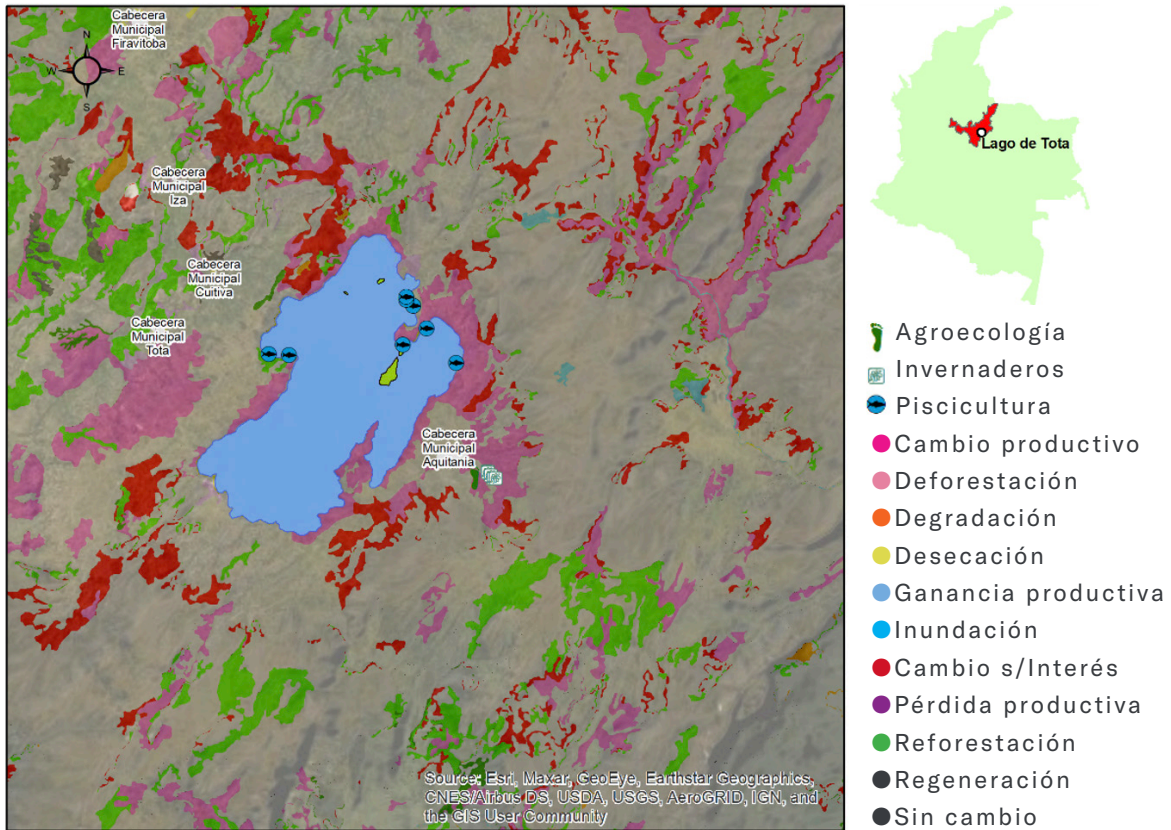 Cabecera
Municipal
Firavitoba
N
W
E
S
Cabecera
Municipal
Iza
Cabecera
Municipal
Cuitiva
Cabecera
Municipal
Tota
Cabecera
Municipal
Aquitania
Source: Esri, Maxar, GeoEye, Earthstar Geographics,
CNES/Airbus DS, USDA, USGS, AeroGRID, IGN, and
the GIS User Community
Lago de Tota
Agroecología
Invernaderos
Piscicultura
Cambio productivo
Deforestación
Degradación
Desecación
Ganancia productiva
Inundación
Cambio s/Interés
Pérdida productiva
Reforestación
Regeneración
Sin cambio